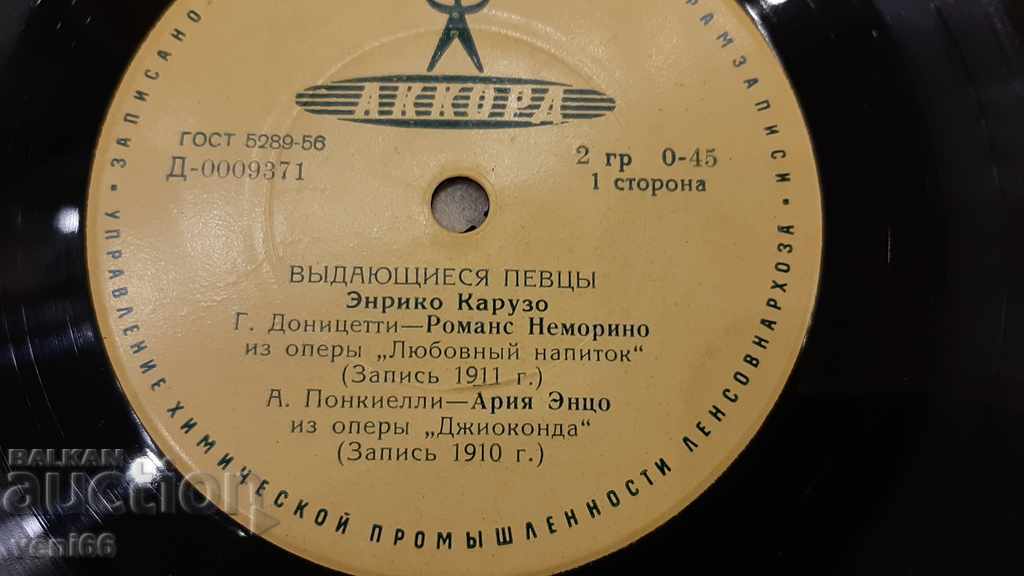 АККОРД
ГОСТ 5289-56
Д-0009371
2 гр 0-45
1 сторона
ВЫДАЮЩИЕСЯ ПЕВЦЫ
Энрико Карузо
Г. Доницетти—Романс Неморино
из оперы „Любовный напиток“
(Запись 1911 г.)
А. Понкиелли—Ария Энцо
из оперы „Джиоконда“
(Запись 1910 г.)
УПРАВЛЕНИЕ ХИМИЧЕСКОЙ ПРОМЫШЛЕННОСТИ ЛЕНСОВНАРХОЗА
ЗАПИСАНО
ГРАМЗАПИСИ
BALKAN
auction
yeni66